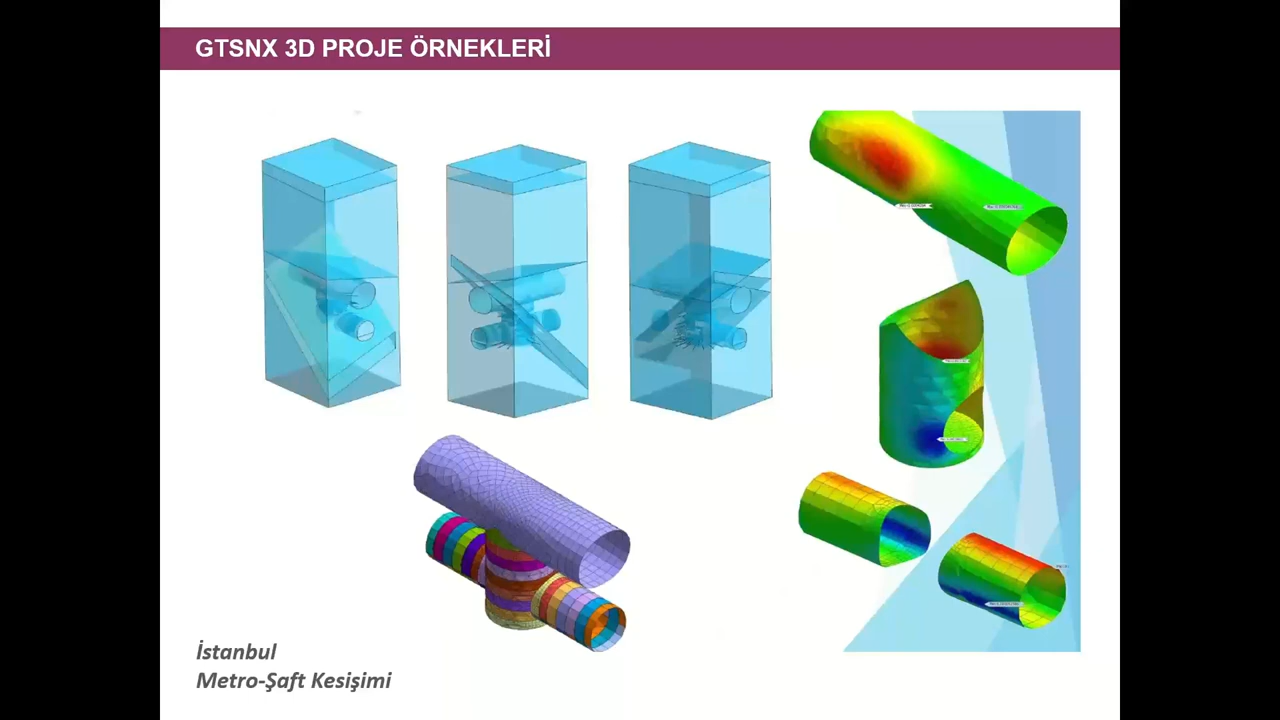 GTSNX 3D PROJE ÖRNEKLERİ
İstanbul
Metro-Şaft Kesişimi